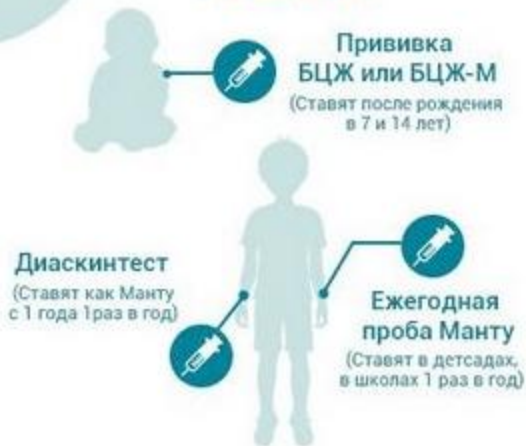 Прививка
БЦЖ или БЦЖ-М
(Ставят после рождения
в 7 и 14 лет)
Диаскинтест
(Ставят как Манту
с 1 года 1раз в год)
Ежегодная
проба Манту
(Ставят в детсадах,
в школах 1 раз в год)